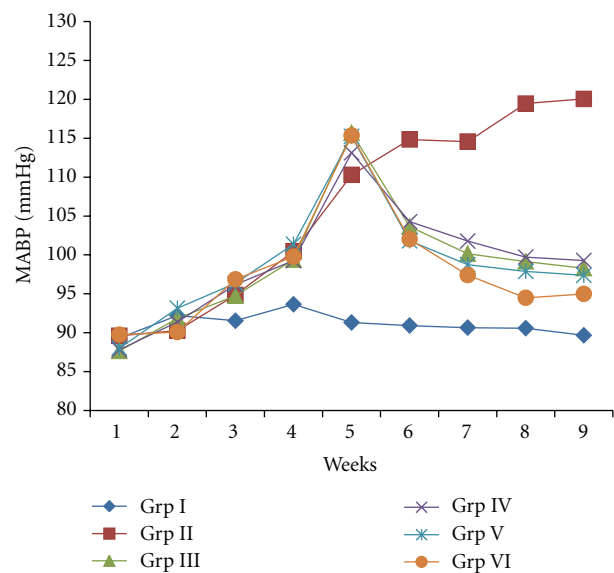 130
125
120
115
110
105
100
95
90
85
80
MABP (mmHg)
1 2 3 4 5 6 7 8 9
Weeks
Grp I
Grp II
Grp III
Grp IV
Grp V
Grp VI